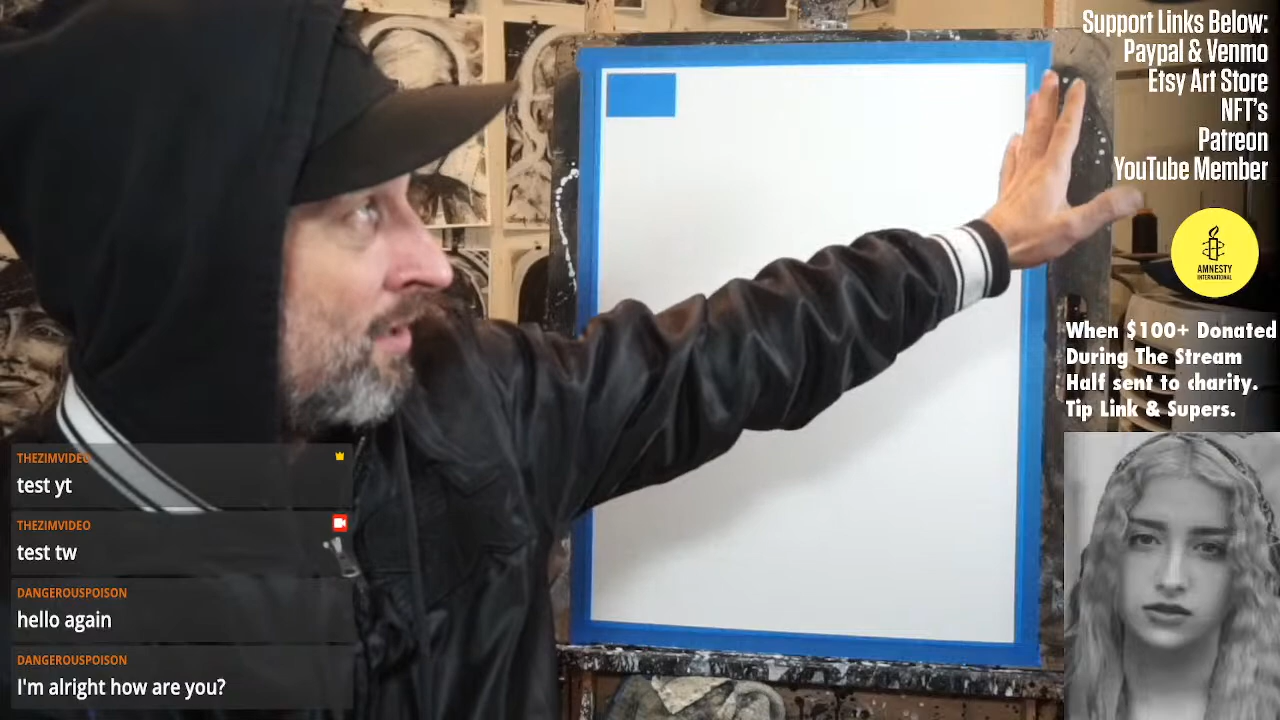 Support Links Below:
Paypal & Venmo
Etsy Art Store
NFT's
Patreon
YouTube Member
AMNESTY
INTERNATIONAL
When $100+ Donated
During The Stream
Half sent to charity.
Tip Link & Supers.
THEZIMVIDEO
test yt
THEZIMVIDEO
test tw
DANGEROUSPOISON
hello again
DANGEROUSPOISON
I'm alright how are you?